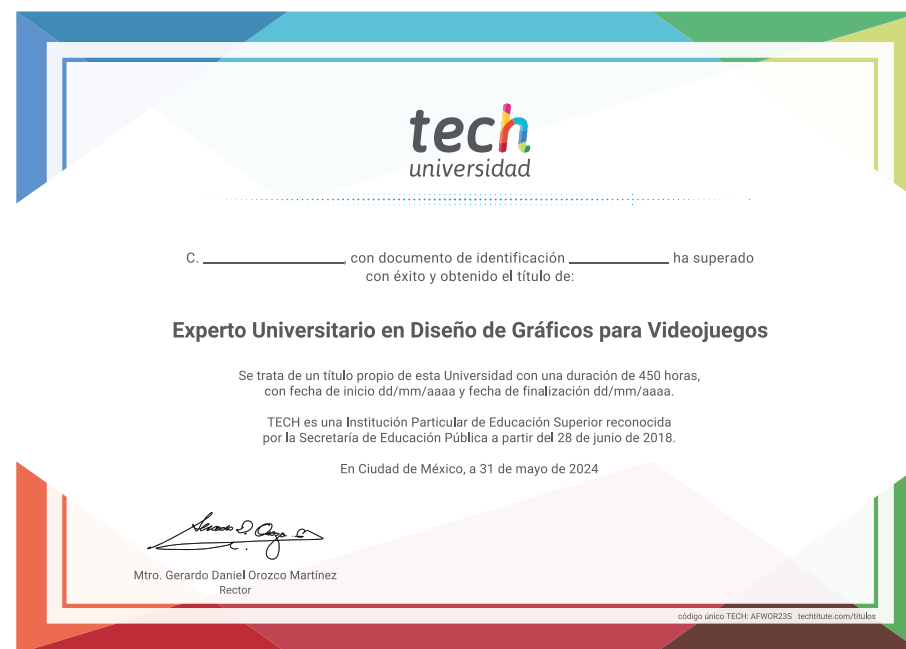 tech
universidad
C. , con documento de identificación ha superado
con éxito y obtenido el título de:
Experto Universitario en Diseño de Gráficos para Videojuegos
Se trata de un título propio de esta Universidad con una duración de 450 horas,
con fecha de inicio dd/mm/aaaa y fecha de finalización dd/mm/aaaa.
TECH es una Institución Particular de Educación Superior reconocida
por la Secretaría de Educación Pública a partir del 28 de junio de 2018.
En Ciudad de México, a 31 de mayo de 2024
Mtro. Gerardo Daniel Orozco Martínez
Rector
código único TECH: AFWOR23S techtitute.com/titulos